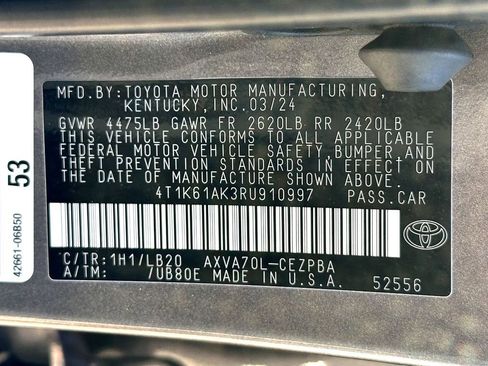 MFD.BY:TOYOTA MOTOR MANUFACTURING,
KENTUCKY,INC.03/24
GVWR 4475LB GAWR FR 2620LB RR 2420LB
THIS VEHICLE CONFORMS TO ALL APPLICABLE
FEDERAL MOTOR VEHICLE SAFETY,BUMPER AND
THEFT PREVENTION STANDARDS IN EFFECT ON
THE DATE OF MANUFACTURE SHOWN ABOVE.
4T1K61AK3RU910997 PASS.CAR
C/TR:1H1/LB20 AXVA70L-CEZPBA
A/TM: 7UB80E MADE IN U.S.A.
52556
53
42661-06B50